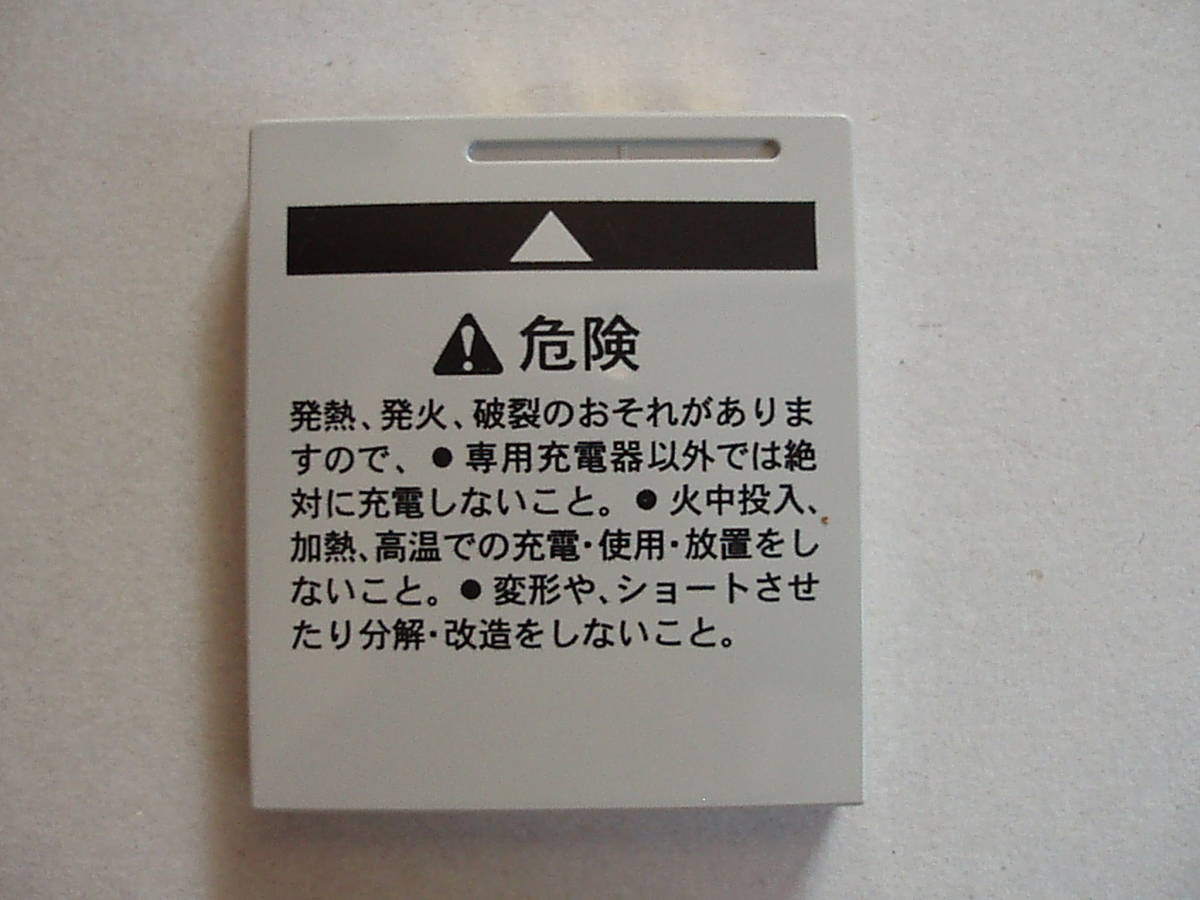 危険
発熱、発火、破裂のおそれがありま
すので、●専用充電器以外では絶
対に充電しないこと。●火中投入、
加熱、高温での充電・使用・放置をし
ないこと。●変形や、ショートさせ
たり分解・改造をしないこと。